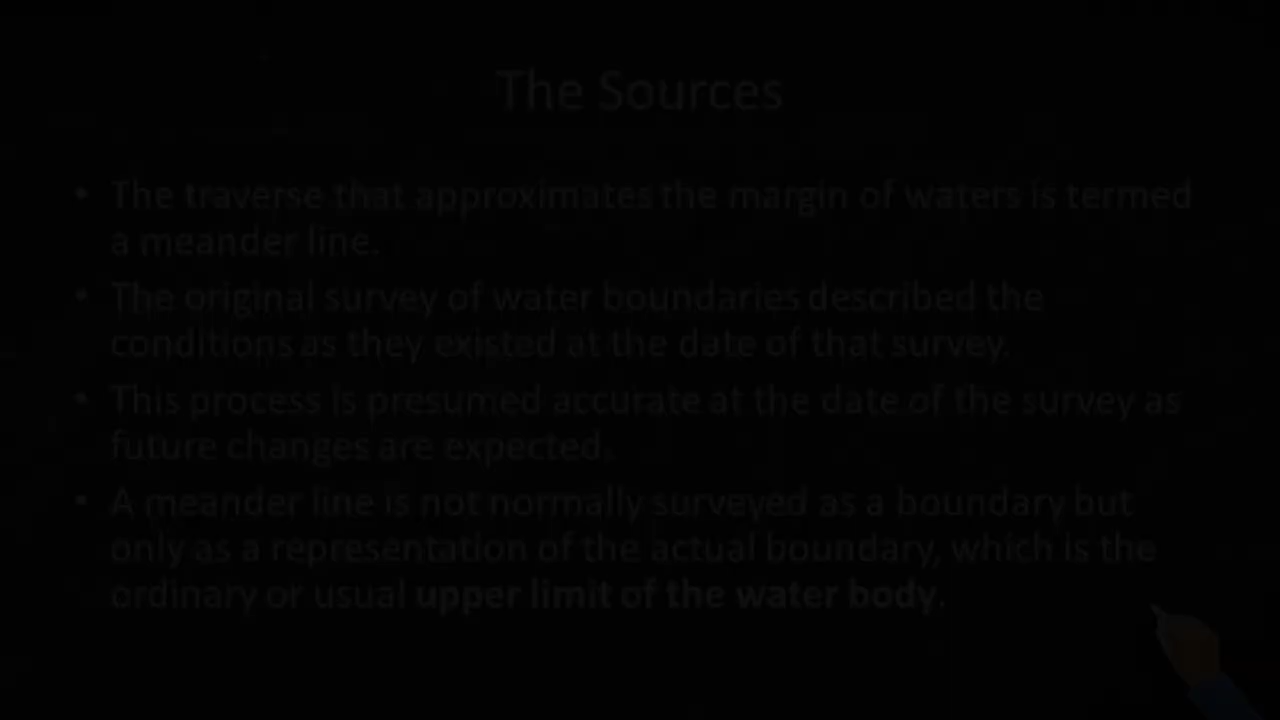 The Sources
• The traverse that approximates the margin of waters is termed
a meander line.
• The original survey of water boundaries described the
conditions as they existed at the date of that survey.
• This process is presumed accurate at the date of the survey as
future changes are expected.
• A meander line is not normally surveyed as a boundary but
only as a representation of the actual boundary, which is the
ordinary or usual upper limit of the water body.